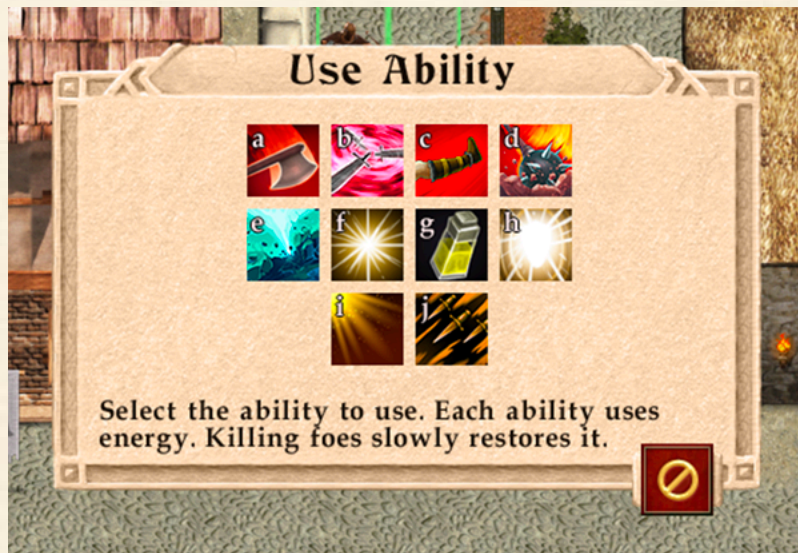 Use Ability
a b c d
e f g h
i j
Select the ability to use. Each ability uses
energy. Killing foes slowly restores it.